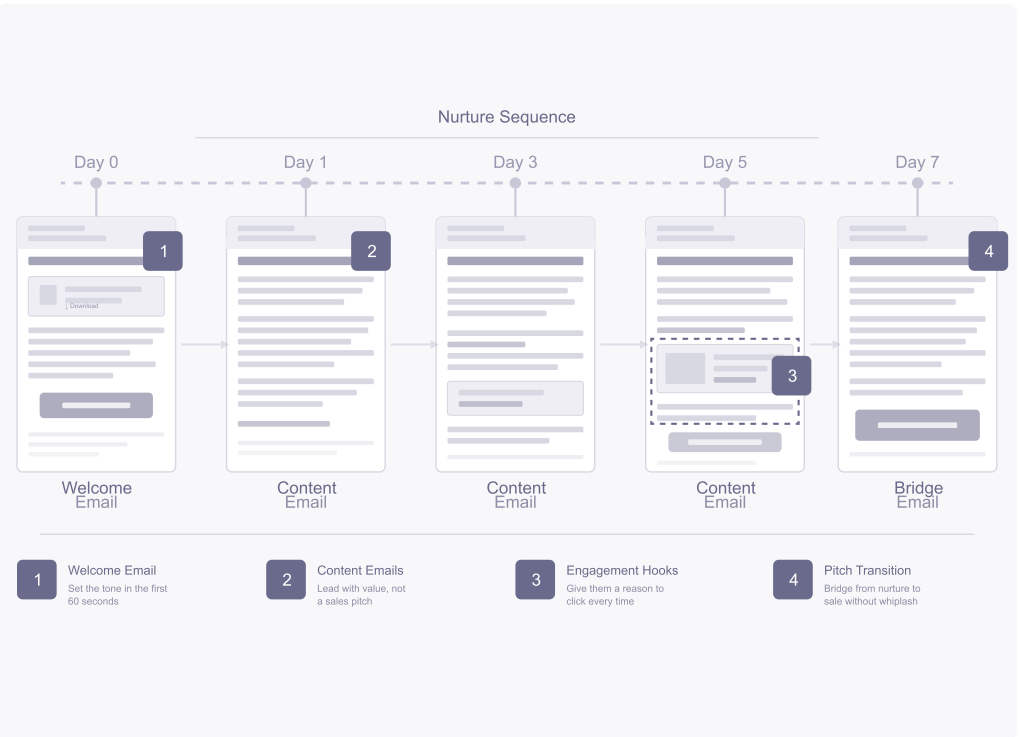 Nurture Sequence
Day 0
Day 1
Day 3
Day 5
Day 7
1
2
4
↓ Download
3
Welcome
Email
Content
Email
Content
Email
Content
Email
Bridge
Email
1
Welcome Email
Set the tone in the first
60 seconds
2
Content Emails
Lead with value, not
a sales pitch
3
Engagement Hooks
Give them a reason to
click every time
4
Pitch Transition
Bridge from nurture to
sale without whiplash